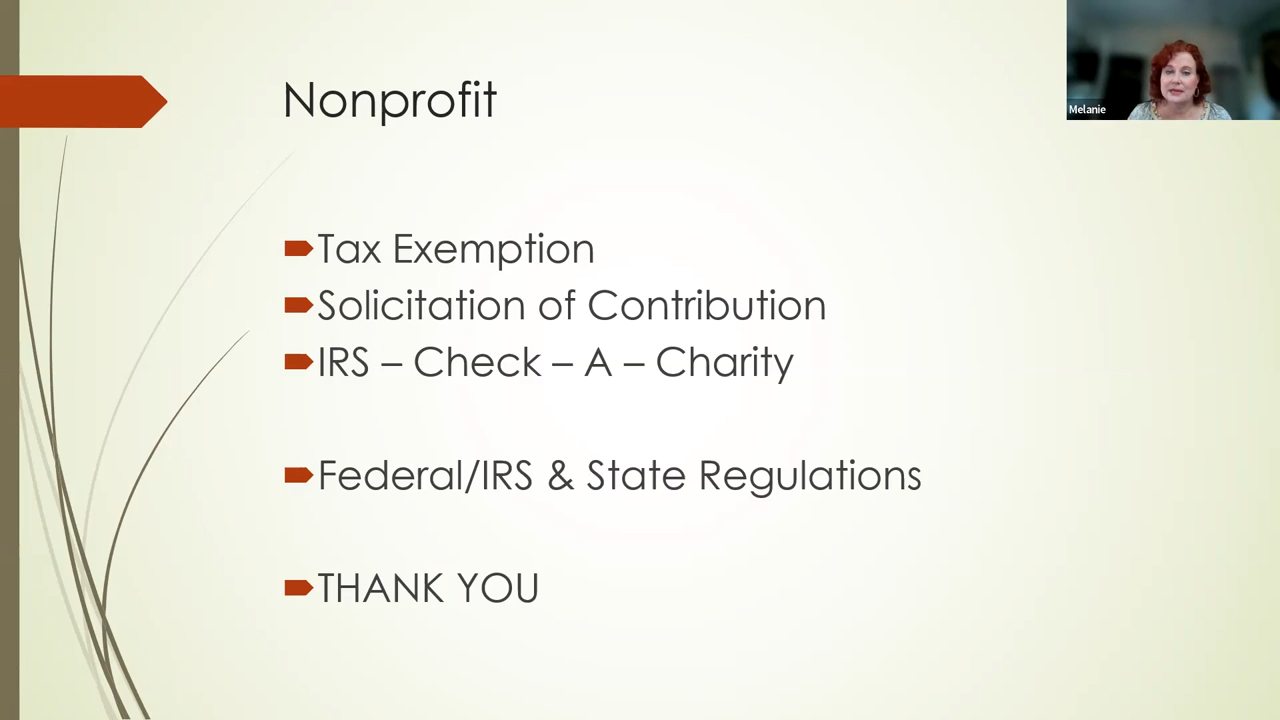 Nonprofit
Melanie
Tax Exemption
Solicitation of Contribution
IRS – Check – A – Charity
Federal/IRS & State Regulations
THANK YOU